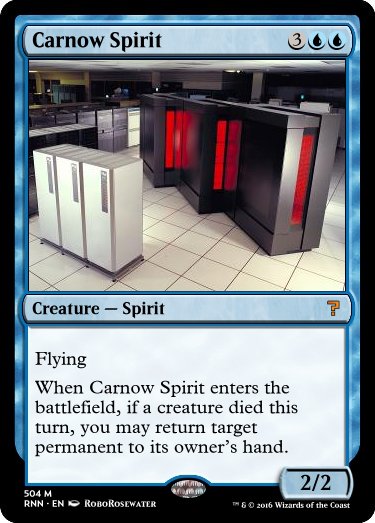 Carnow Spirit 3
Creature — Spirit
Flying
When Carnow Spirit enters the
battlefield, if a creature died this
turn, you may return target
permanent to its owner's hand.
2/2
504 M
RNN • EN RoboRosewater
™ & © 2016 Wizards of the Coast